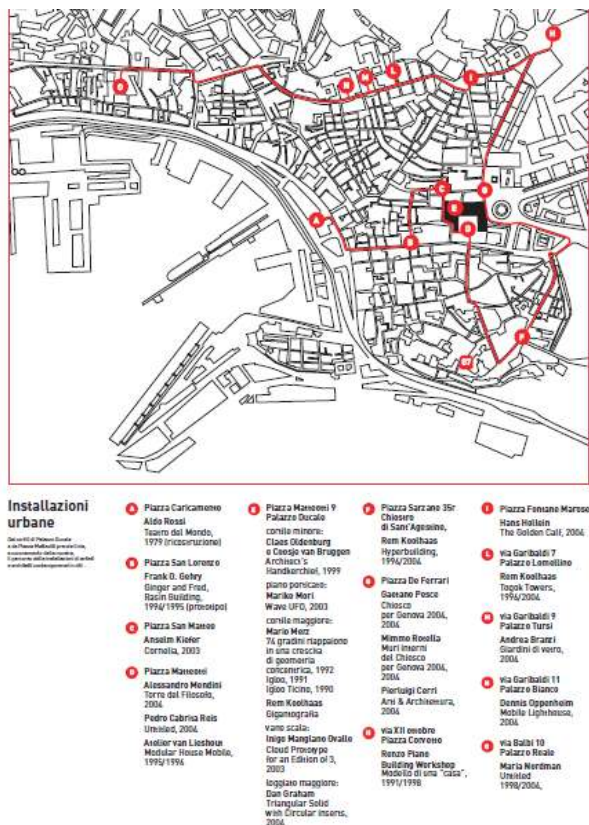 Installazioni
urbane
A
Piazza Caricamento
Aldo Rossi
Teatro del Mondo,
1979 (ricostruzione)
B
Piazza San Lorenzo
Frank O. Gehry
Ginger and Fred,
Rasin Building,
1994/1995 (prototipo)
C
Piazza San Matteo
Anselm Kiefer
Cornelia, 2003
D
Piazza Matteotti
Alessandro Mendini
Torre del Filosofo,
2004
Pedro Cabrita Reis
Untitled, 2004
Atelier van Lieshout
Modular House Mobile,
1995/1996
E
Piazza Matteotti 9
Palazzo Ducale
cortile minore:
Claes Oldenburg
e Coosje van Bruggen
Architect's
Handkerchief, 1999
piano porticato:
Mariko Mori
Wave UFO, 2003
cortile maggiore:
Mario Merz
74 gradini riappaiono
in una crescita
di geometria
concentrica, 1992
Igloo, 1991
Igloo Ticino, 1990
Rem Koolhaas
Gigantografia
vano scala:
Inigo Manglano Ovalle
Cloud Prototype
for an Edition of 3,
2003
loggiato maggiore:
Dan Graham
Triangular Solid
with Circular Inserts,
2004
F
Piazza Sarzano 35r
Chiostro
di Sant'Agostino,
Rem Koolhaas
Hyperbuilding,
1996/2004
Piazza De Ferrari
Gaetano Pesce
Chiosco
per Genova 2004,
2004
Mimmo Rotella
Muri interni
del Chiosco
per Genova 2004,
2004
Pierluigi Cerri
Arti & Architettura,
2004
H
via XII ottobre
Piazza Corvetto
Renzo Piano
Building Workshop
Modello di una "casa",
1991/1998
I
Piazza Fontane Marose
Hans Hollein
The Golden Calf, 2004
L
via Garibaldi 7
Palazzo Lomellino
Rem Koolhaas
Togok Towers,
1996/2004
M
via Garibaldi 9
Palazzo Tursi
Andrea Branzi
Giardini di vetro,
2004
N
via Garibaldi 11
Palazzo Bianco
Dennis Oppenheim
Mobile Lighthouse,
2004
O
via Balbi 10
Palazzo Reale
Maria Nordman
Untitled
1998/2004,